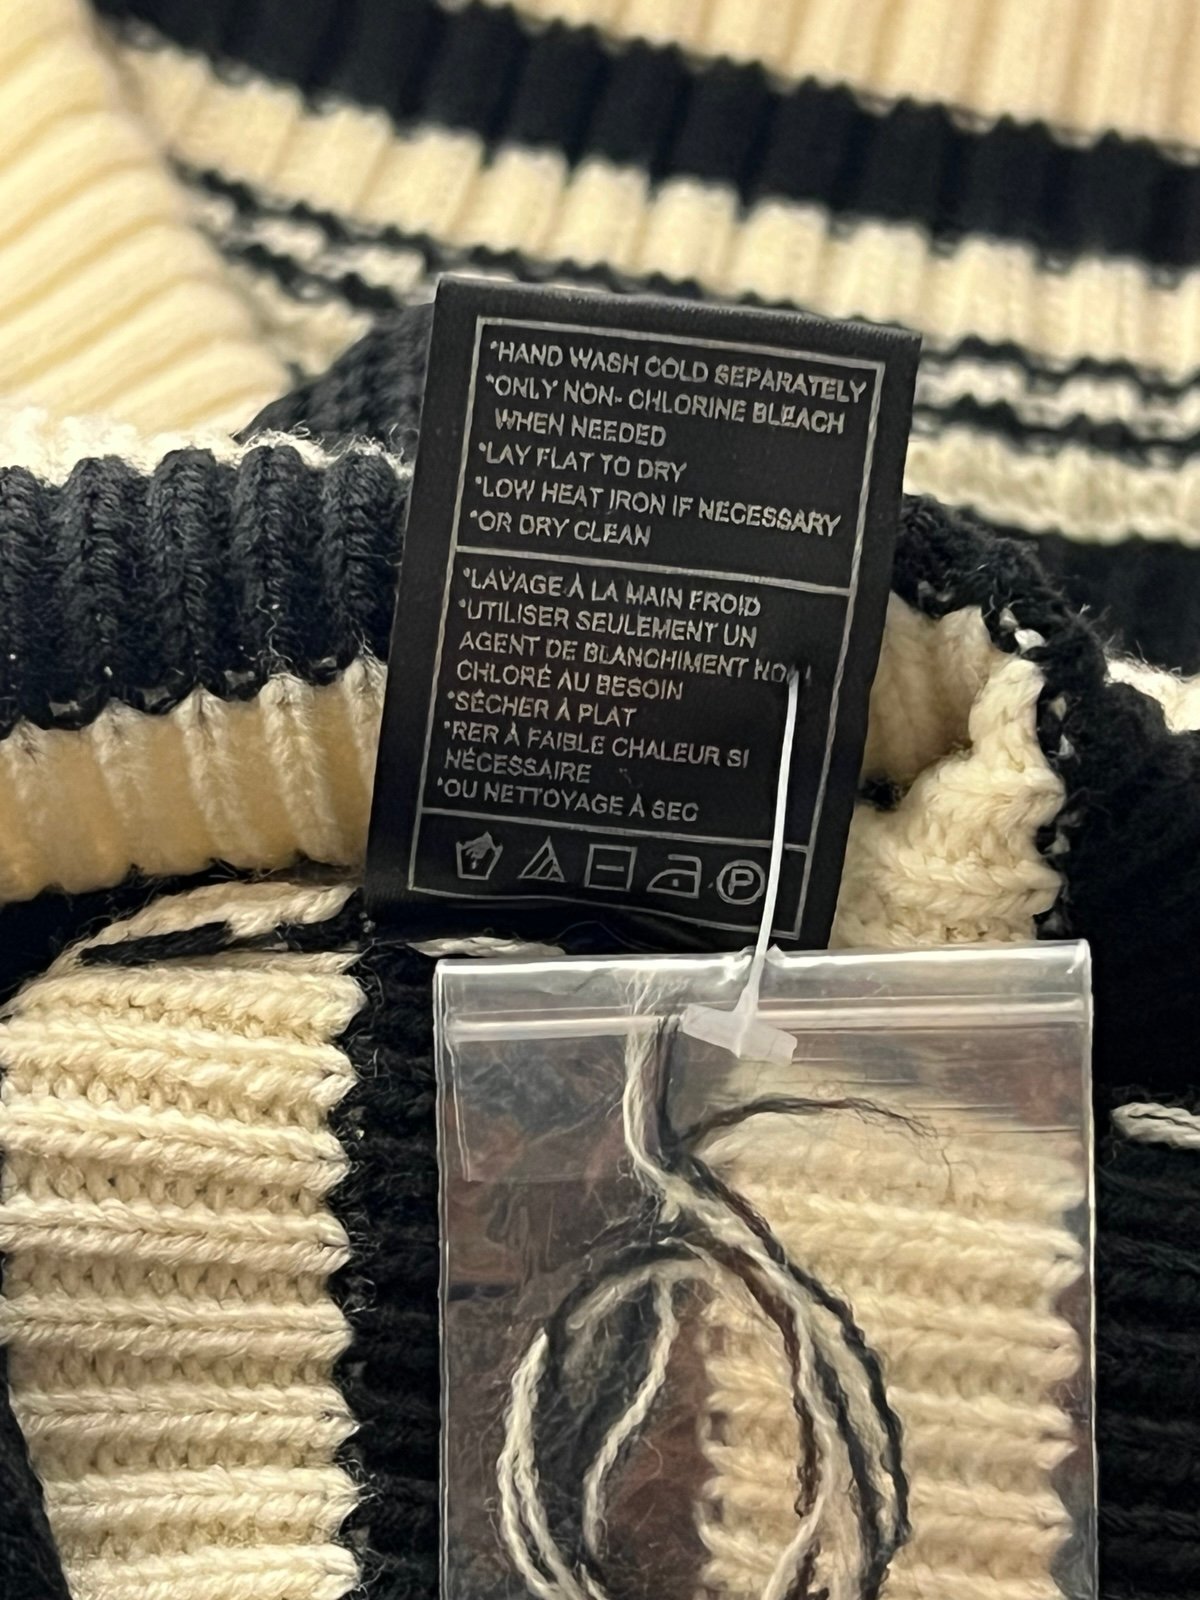 *HAND WASH COLD SEPARATELY
*ONLY NON- CHLORINE BLEACH
WHEN NEEDED
*LAY FLAT TO DRY
*LOW HEAT IRON IF NECESSARY
*OR DRY CLEAN
*LAVAGE À LA MAIN FROID
*UTILISER SEULEMENT UN
AGENT DE BLANCHIMENT
CHLORÉ AU BESOIN
*SÉCHER À PLAT
*RER À FAIBLE CHALEUR SI
NÉCESSAIRE
*OU NETTOYAGE À SEC
P